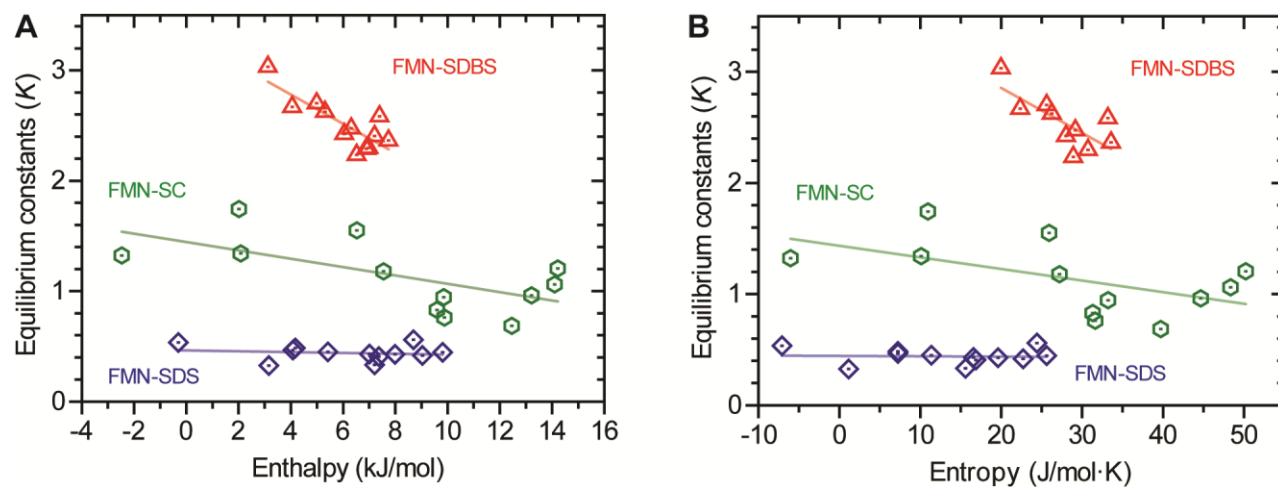 A
Equilibrium constants (K)
3
2
1
0
FMN-SDBS
FMN-SC
FMN-SDS
-4 -2 0 2 4 6 8 10 12 14 16
Enthalpy (kJ/mol)
B
Equilibrium constants (K)
3
2
1
0
FMN-SDBS
FMN-SC
FMN-SDS
-10 0 10 20 30 40 50
Entropy (J/mol·K)